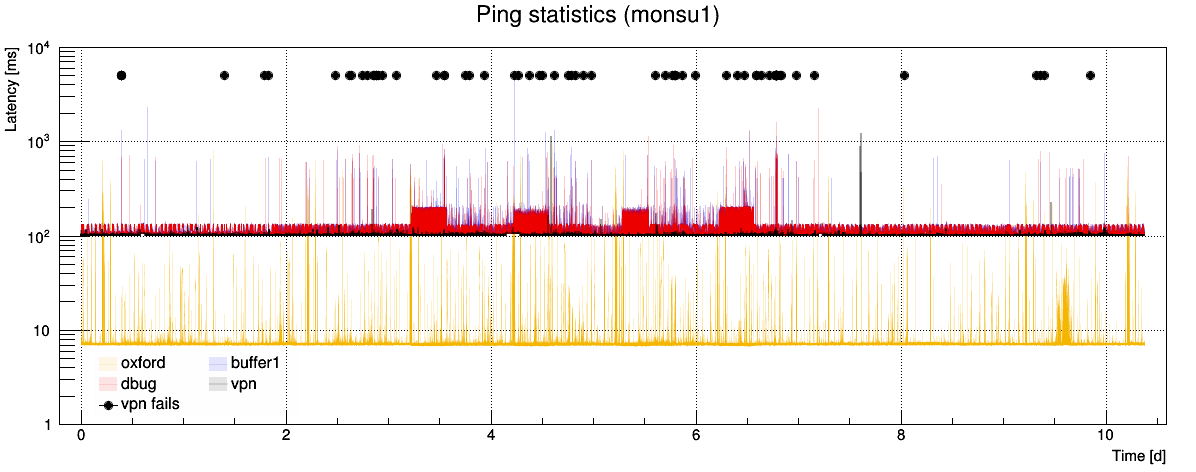 Ping statistics (monsu1)
Latency [ms]
10⁴
10³
10²
10
1
oxford
buffer1
dbug
vpn
vpn fails
0 2 4 6 8 10
Time [d]